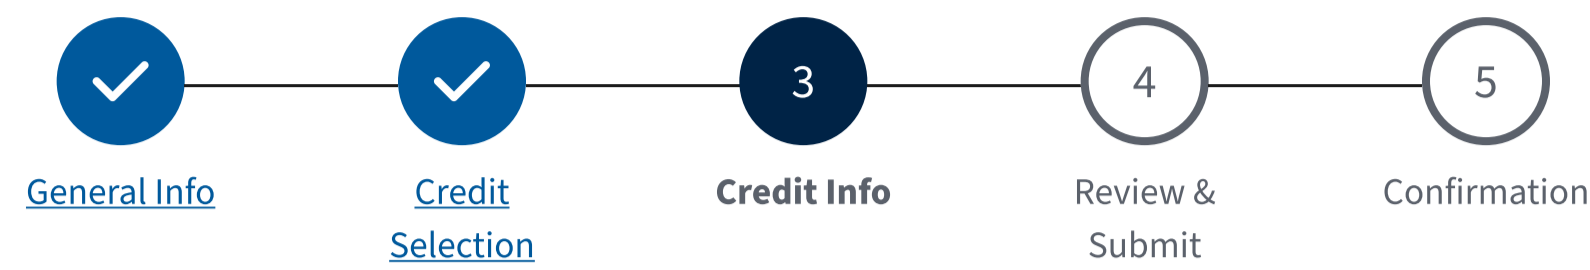 3
4
5
General Info
Credit
Selection
Credit Info
Review &
Submit
Confirmation